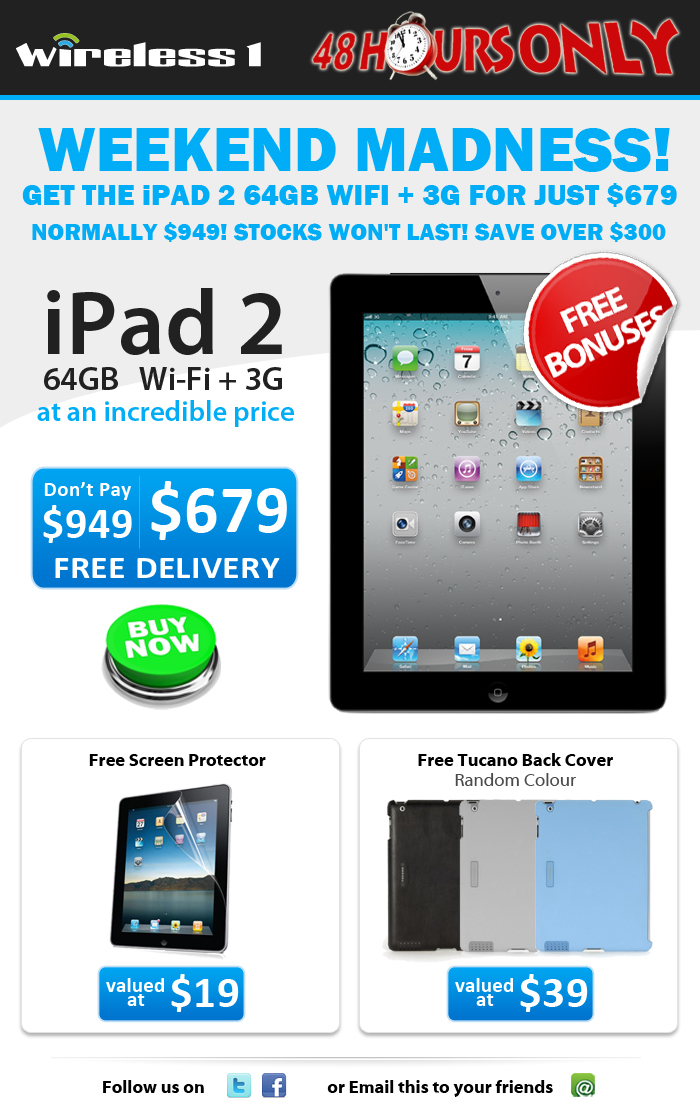 wireless 1
48 HOURS ONLY
WEEKEND MADNESS!
GET THE iPAD 2 64GB WIFI + 3G FOR JUST $679
NORMALLY $949! STOCKS WON'T LAST! SAVE OVER $300
iPad 2
64GB Wi-Fi + 3G
at an incredible price
FREE
BONUSES
Don't Pay
$949
$679
FREE DELIVERY
BUY
NOW
7
Free Screen Protector
valued
at
$19
Free Tucano Back Cover
Random Colour
valued
at
$39
Follow us on
or Email this to your friends